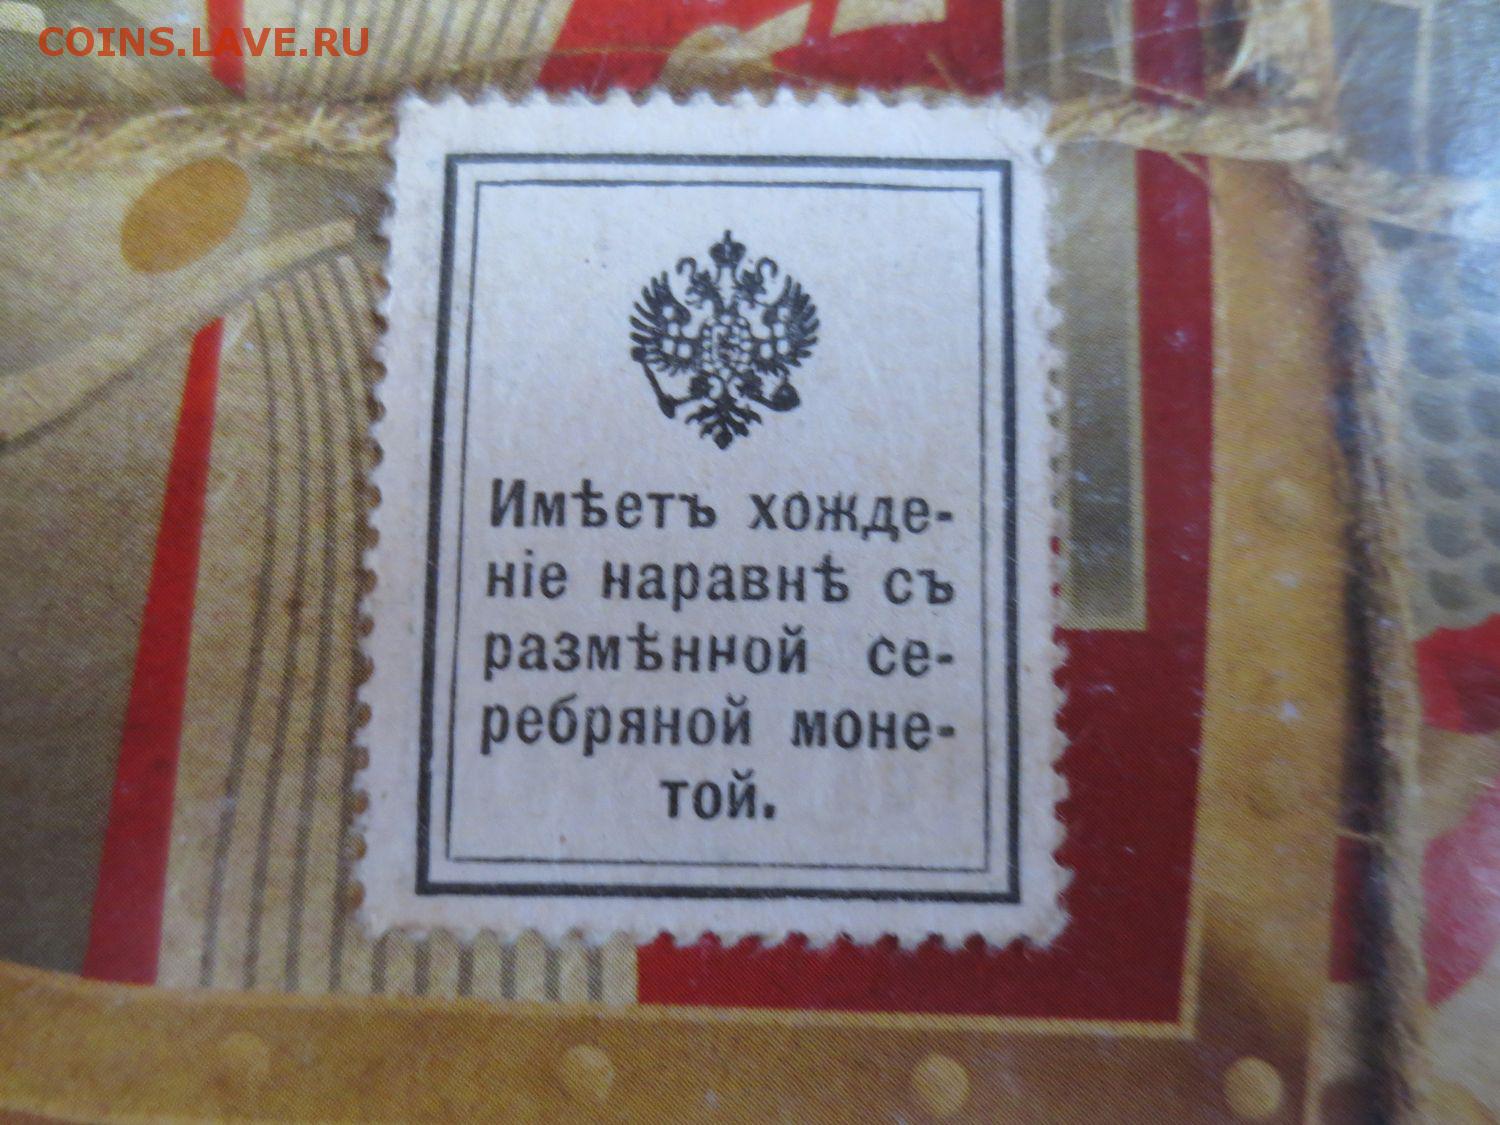 COINS.LAVE.RU
Имѣетъ хожде-
ніе наравнѣ съ
размѣнной се-
ребряной моне-
той.